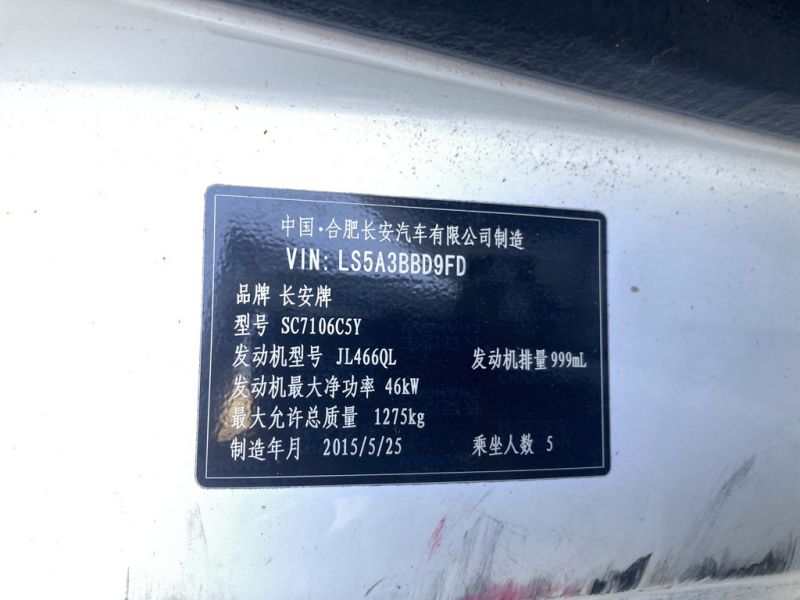 中国·合肥长安汽车有限公司制造
VIN: LS5A3BBD9FD
品牌 长安牌
型号 SC7106C5Y
发动机型号 JL466QL 发动机排量 999mL
发动机最大净功率 46kW
最大允许总质量 1275kg
制造年月 2015/5/25 乘坐人数 5